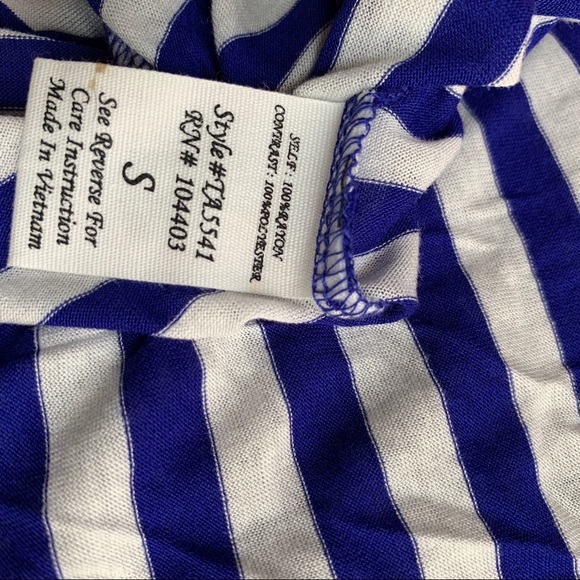 SELF : 100%RAYON
CONTRAST : 100%POLYESTER
Style#TA5541
RN# 104403
S
See Reverse For
Care Instruction
Made In Vietnam